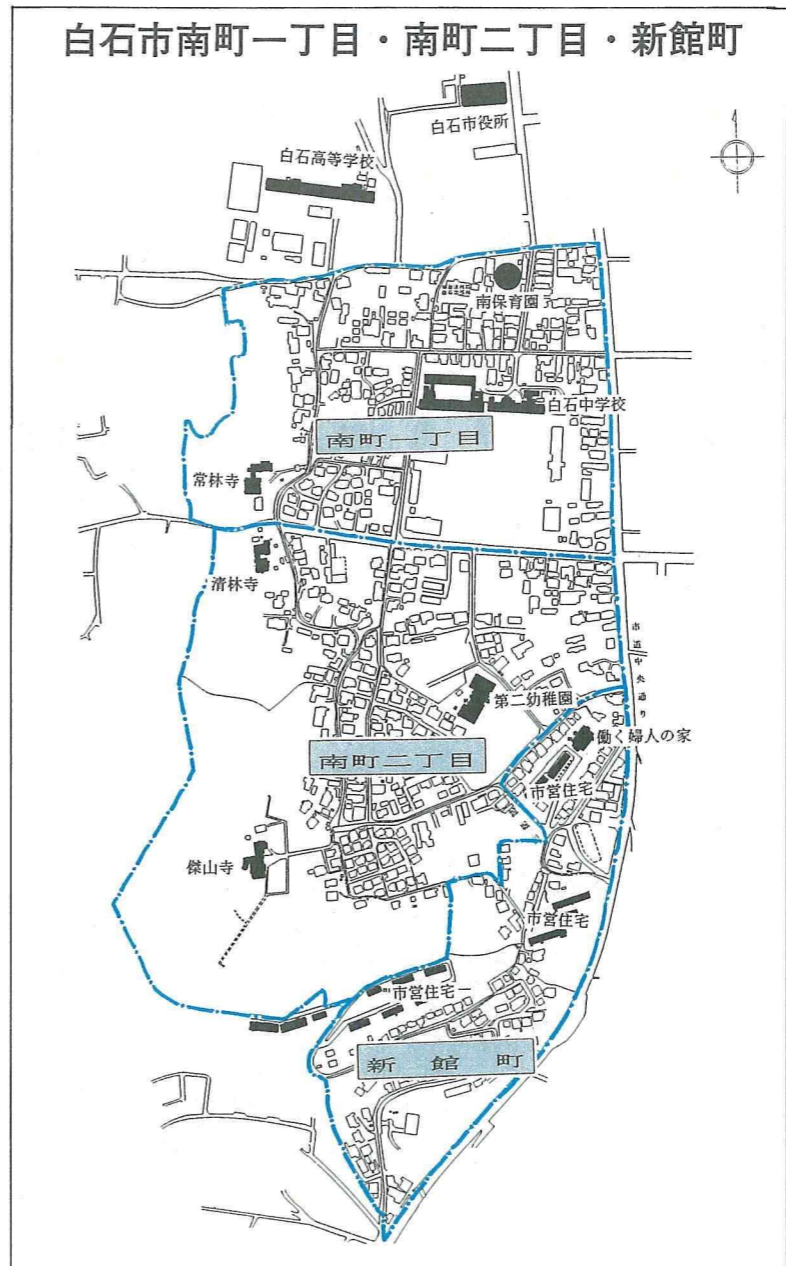 白石市南町一丁目・南町二丁目・新館町
白石市役所
白石高等学校
南保育園
白石中学校
南町一丁目
常林寺
清林寺
市道中央通り
第二幼稚園
働く婦人の家
南町二丁目
市営住宅
傑山寺
市営住宅
市営住宅
新館町